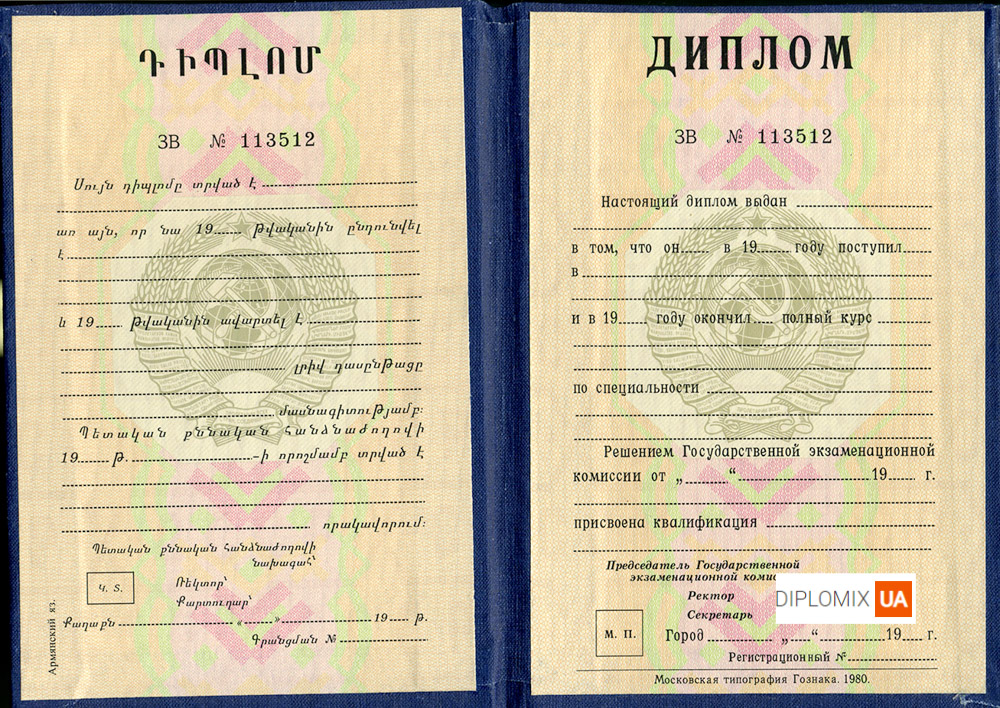 ԴԻՊԼՈՄ
ЗВ № 113512
Սույն դիպլոմը տրված է
առ այն, որ նա 19 թվականին ընդունվել
է
և 19 թվականին ավարտել է
լրիվ դասընթացը
մասնագիտությամբ։
Պետական քննական հանձնաժողովի
19 թ. -ի որոշմամբ տրված է
որակավորում։
Պետական քննական հանձնաժողովի
նախագահ՝
Ռեկտոր՝
Կ. Տ.
Քարտուղար՝
Քաղաքն « » 19 թ.
Գրանցման №
Армянский яз.
ДИПЛОМ
ЗВ № 113512
Настоящий диплом выдан
в том, что он в 19 году поступил
в
и в 19 году окончил полный курс
по специальности
Решением Государственной экзаменационной
комиссии от „ “ 19 г.
присвоена квалификация
Председатель Государственной
экзаменационной
Ректор
DIPLOMIX UA
Секретарь
М. П.
Город „ “ 19 г.
Регистрационный №
Московская типография Гознака. 1980.